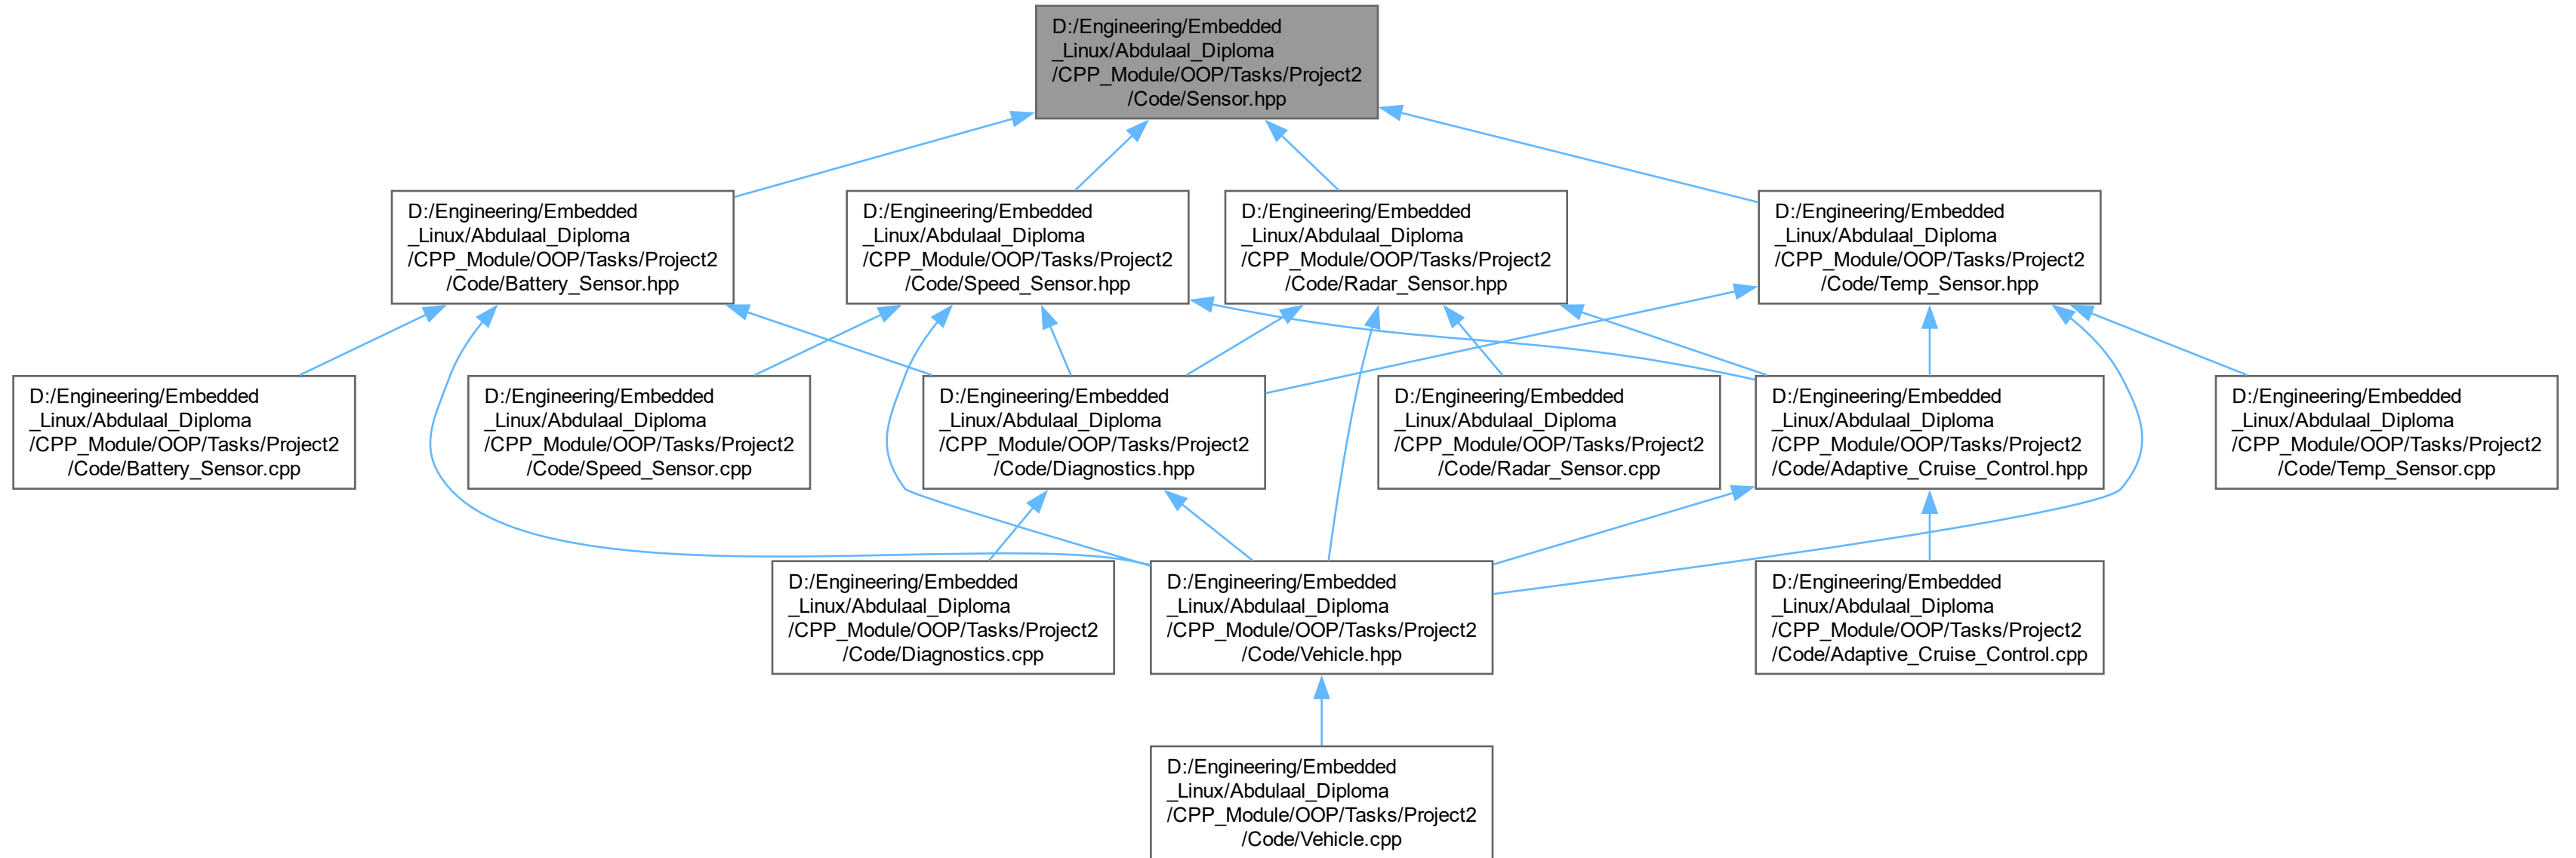 D:/Engineering/Embedded
_Linux/Abdulaal_Diploma
/CPP_Module/OOP/Tasks/Project2
/Code/Sensor.hpp
D:/Engineering/Embedded
_Linux/Abdulaal_Diploma
/CPP_Module/OOP/Tasks/Project2
/Code/Battery_Sensor.hpp
D:/Engineering/Embedded
_Linux/Abdulaal_Diploma
/CPP_Module/OOP/Tasks/Project2
/Code/Speed_Sensor.hpp
D:/Engineering/Embedded
_Linux/Abdulaal_Diploma
/CPP_Module/OOP/Tasks/Project2
/Code/Radar_Sensor.hpp
D:/Engineering/Embedded
_Linux/Abdulaal_Diploma
/CPP_Module/OOP/Tasks/Project2
/Code/Temp_Sensor.hpp
D:/Engineering/Embedded
_Linux/Abdulaal_Diploma
/CPP_Module/OOP/Tasks/Project2
/Code/Battery_Sensor.cpp
D:/Engineering/Embedded
_Linux/Abdulaal_Diploma
/CPP_Module/OOP/Tasks/Project2
/Code/Speed_Sensor.cpp
D:/Engineering/Embedded
_Linux/Abdulaal_Diploma
/CPP_Module/OOP/Tasks/Project2
/Code/Diagnostics.hpp
D:/Engineering/Embedded
_Linux/Abdulaal_Diploma
/CPP_Module/OOP/Tasks/Project2
/Code/Radar_Sensor.cpp
D:/Engineering/Embedded
_Linux/Abdulaal_Diploma
/CPP_Module/OOP/Tasks/Project2
/Code/Adaptive_Cruise_Control.hpp
D:/Engineering/Embedded
_Linux/Abdulaal_Diploma
/CPP_Module/OOP/Tasks/Project2
/Code/Temp_Sensor.cpp
D:/Engineering/Embedded
_Linux/Abdulaal_Diploma
/CPP_Module/OOP/Tasks/Project2
/Code/Diagnostics.cpp
D:/Engineering/Embedded
_Linux/Abdulaal_Diploma
/CPP_Module/OOP/Tasks/Project2
/Code/Vehicle.hpp
D:/Engineering/Embedded
_Linux/Abdulaal_Diploma
/CPP_Module/OOP/Tasks/Project2
/Code/Adaptive_Cruise_Control.cpp
D:/Engineering/Embedded
_Linux/Abdulaal_Diploma
/CPP_Module/OOP/Tasks/Project2
/Code/Vehicle.cpp